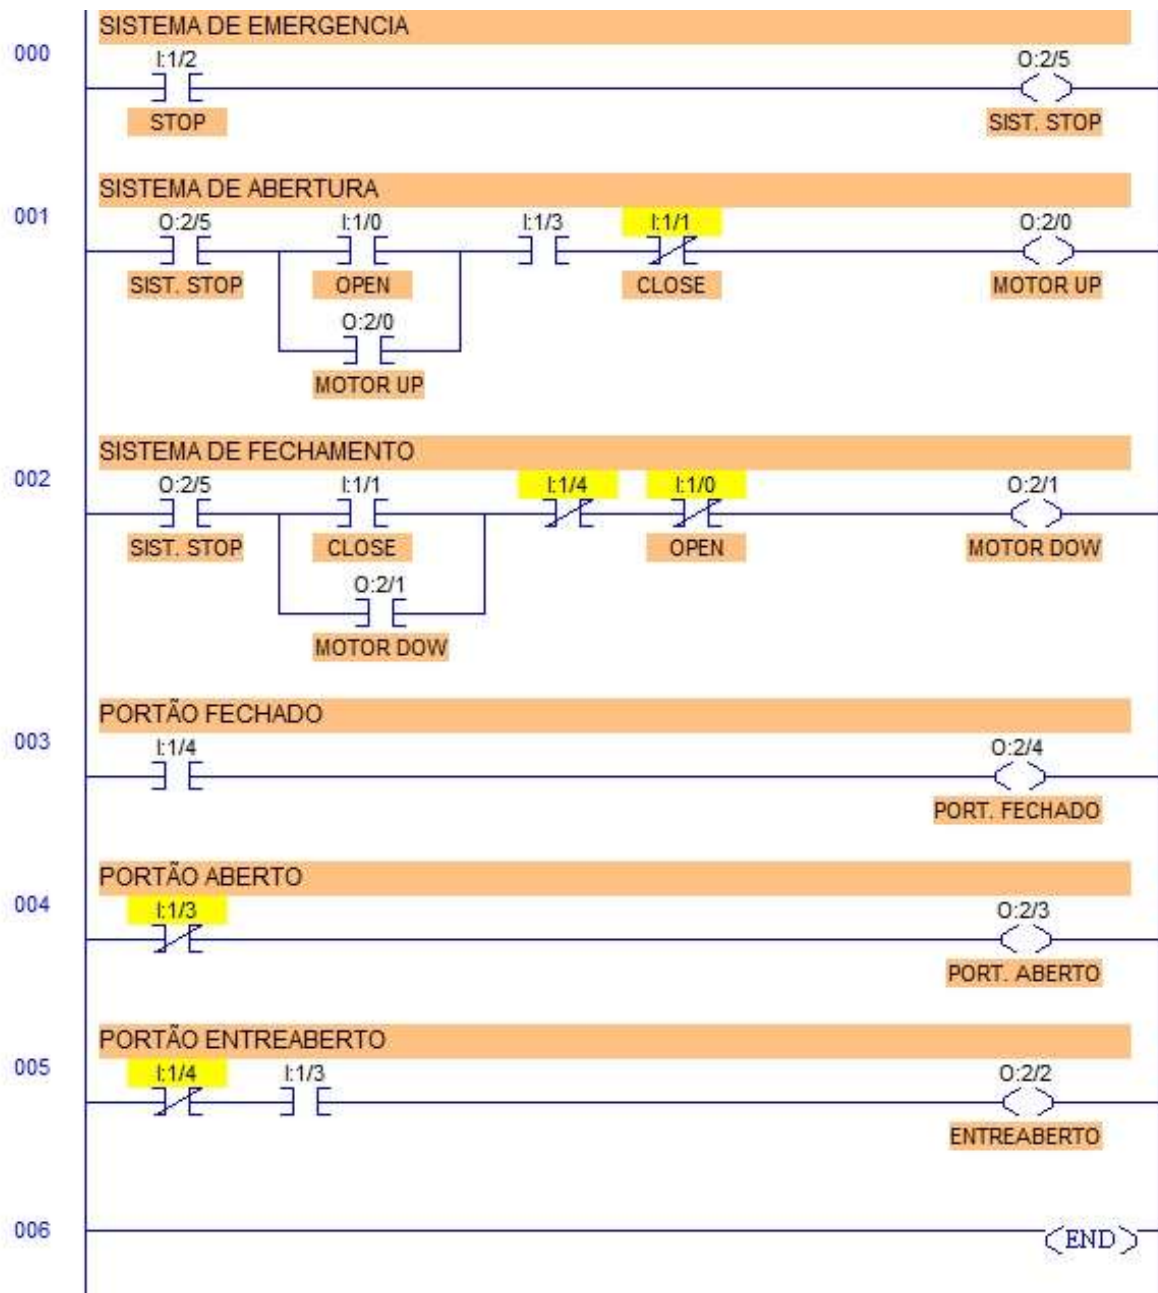 SISTEMA DE EMERGENCIA
000
I:1/2 O:2/5
STOP SIST. STOP
SISTEMA DE ABERTURA
001
O:2/5 I:1/0 I:1/3 I:1/1 O:2/0
SIST. STOP OPEN CLOSE MOTOR UP
O:2/0
MOTOR UP
SISTEMA DE FECHAMENTO
002
O:2/5 I:1/1 I:1/4 I:1/0 O:2/1
SIST. STOP CLOSE OPEN MOTOR DOW
O:2/1
MOTOR DOW
PORTÃO FECHADO
003
I:1/4 O:2/4
PORT. FECHADO
PORTÃO ABERTO
004
I:1/3 O:2/3
PORT. ABERTO
PORTÃO ENTREABERTO
005
I:1/4 I:1/3 O:2/2
ENTREABERTO
006
END